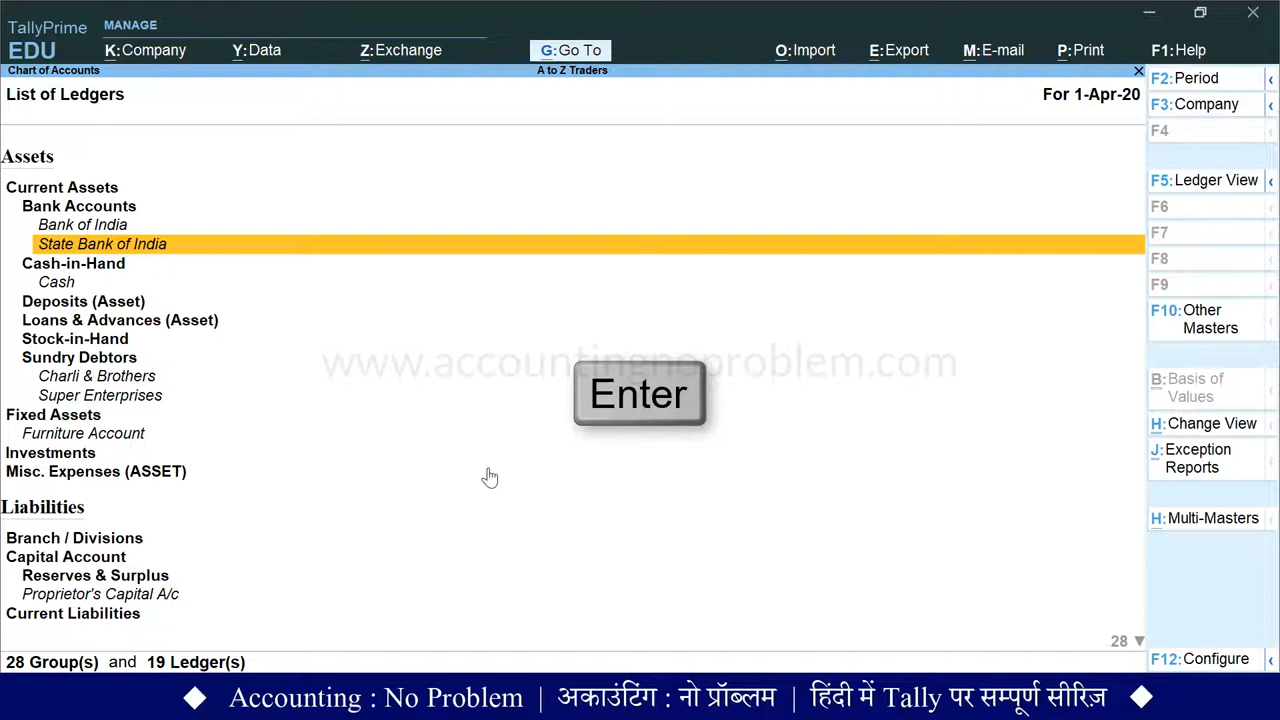 TallyPrime
EDU
MANAGE
K:Company Y:Data Z:Exchange G:Go To O:Import E:Export M:E-mail P:Print F1:Help
Chart of Accounts A to Z Traders
List of Ledgers For 1-Apr-20
Assets
Current Assets
Bank Accounts
Bank of India
State Bank of India
Cash-in-Hand
Cash
Deposits (Asset)
Loans & Advances (Asset)
Stock-in-Hand
Sundry Debtors
Charli & Brothers
Super Enterprises
Fixed Assets
Furniture Account
Investments
Misc. Expenses (ASSET)
Liabilities
Branch / Divisions
Capital Account
Reserves & Surplus
Proprietor's Capital A/c
Current Liabilities
28
28 Group(s) and 19 Ledger(s)
www.accountingnoproblem.com
Enter
F2:Period
F3:Company
F4
F5:Ledger View
F6
F7
F8
F9
F10:Other
Masters
B:Basis of
Values
H:Change View
J:Exception
Reports
H:Multi-Masters
F12:Configure
Accounting : No Problem | अकाउंटिंग : नो प्रॉब्लम | हिंदी में Tally पर सम्पूर्ण सीरिज़